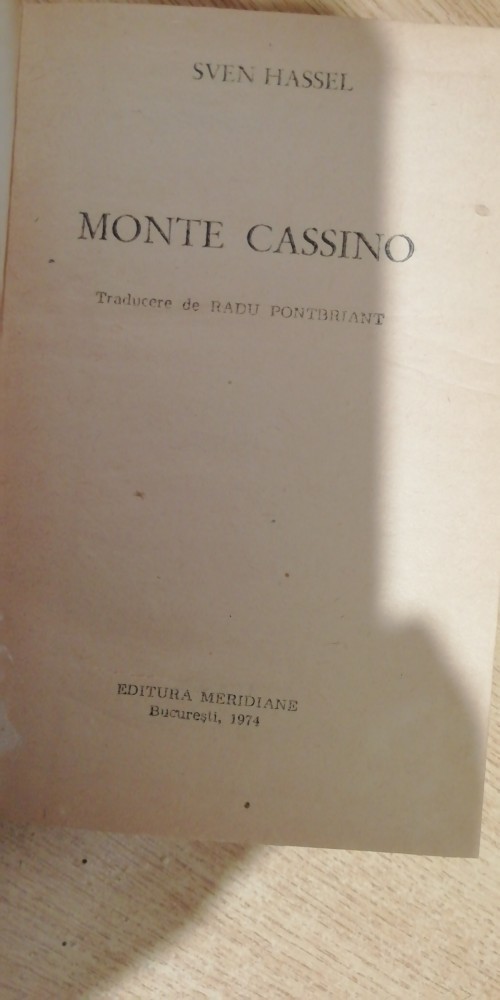 SVEN HASSEL
MONTE CASSINO
Traducere de RADU PONTBRIANT
EDITURA MERIDIANE
București, 1974